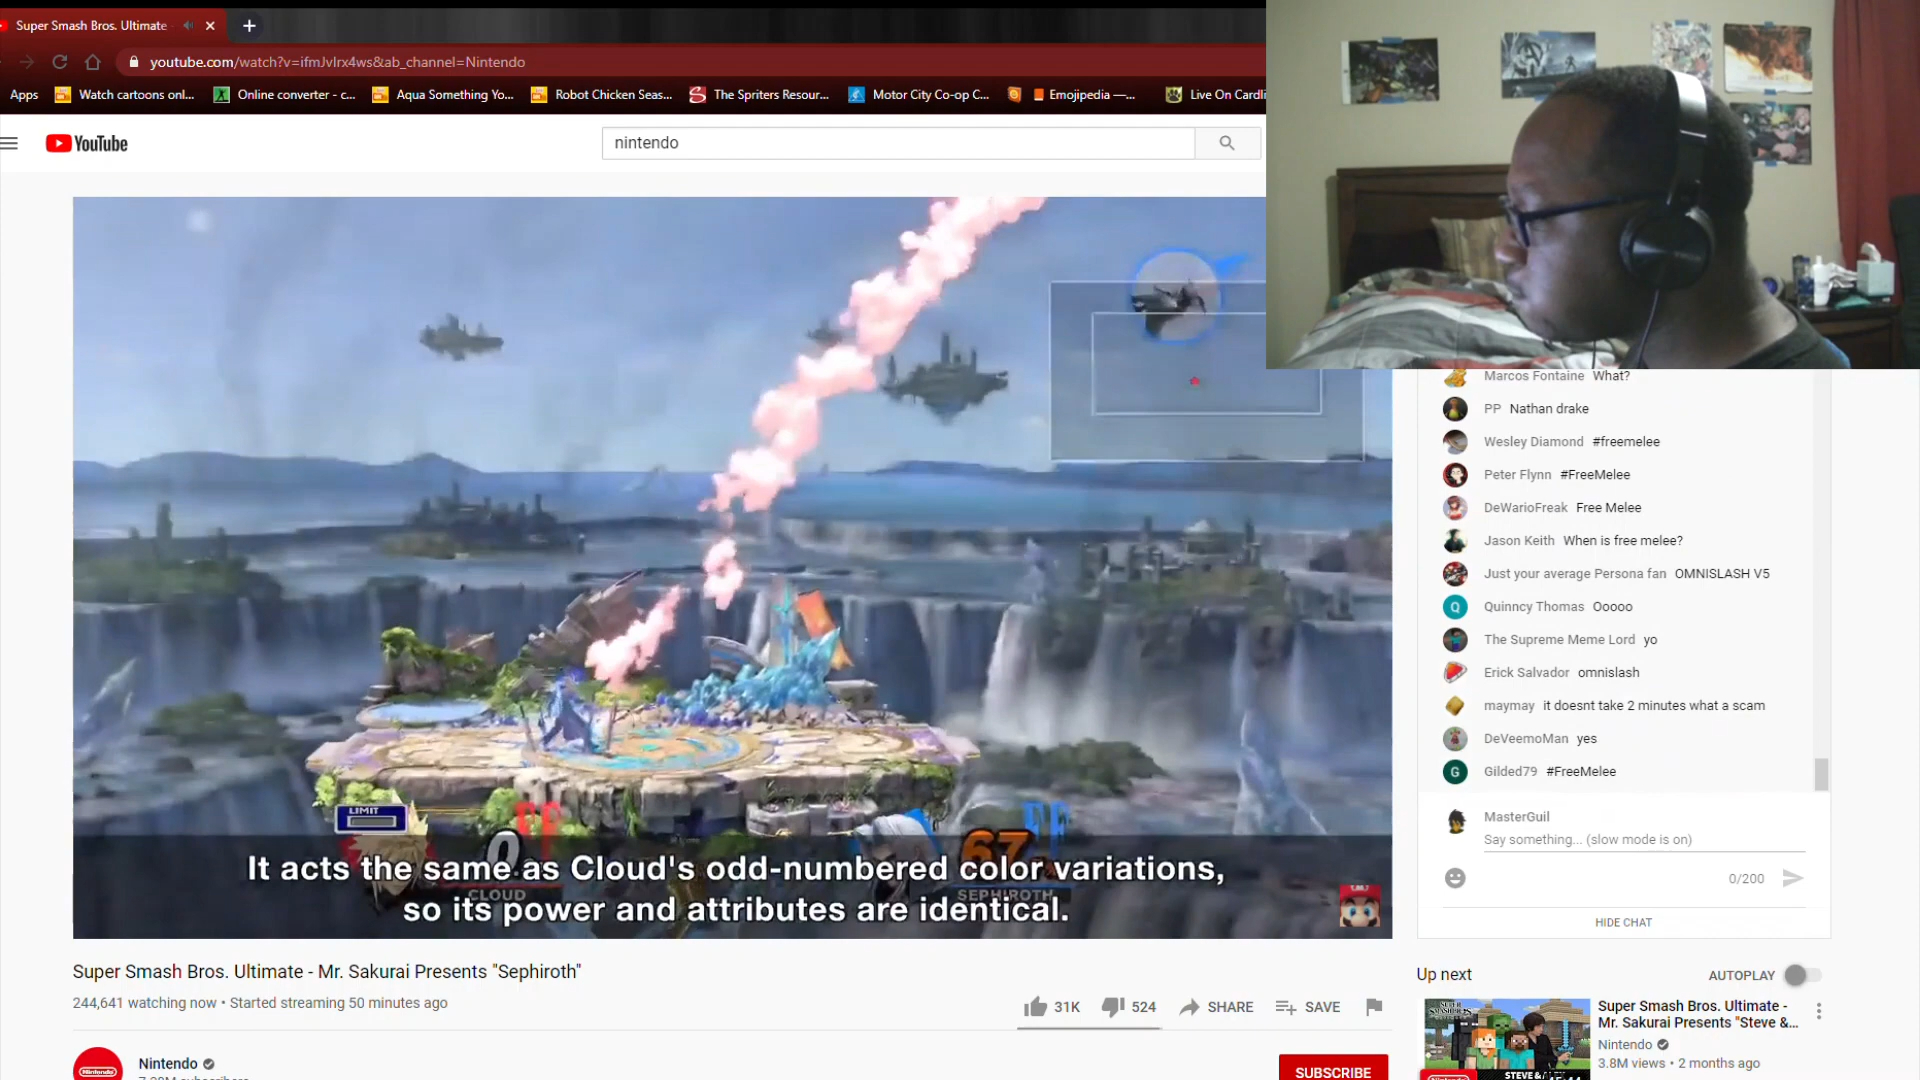 Super Smash Bros. Ultimate
youtube.com/watch?v=ifmJvlrx4ws&ab_channel=Nintendo
Apps
Watch cartoons onl...
Online converter - c...
Aqua Something Yo...
Robot Chicken Seas...
The Spriters Resour...
Motor City Co-op C...
Emojipedia —...
Live On Cardl
YouTube
nintendo
Marcos Fontaine What?
PP Nathan drake
Wesley Diamond #freemelee
Peter Flynn #FreeMelee
DeWarioFreak Free Melee
Jason Keith When is free melee?
Just your average Persona fan OMNISLASH V5
Quinncy Thomas Ooooo
The Supreme Meme Lord yo
Erick Salvador omnislash
maymay it doesnt take 2 minutes what a scam
DeVeemoMan yes
Gilded79 #FreeMelee
MasterGuil
Say something... (slow mode is on)
0/200
HIDE CHAT
LIMIT
0
67
CLOUD
SEPHIROTH
It acts the same as Cloud's odd-numbered color variations,
so its power and attributes are identical.
Super Smash Bros. Ultimate - Mr. Sakurai Presents "Sephiroth"
244,641 watching now • Started streaming 50 minutes ago
31K
524
SHARE
SAVE
Nintendo
SUBSCRIBE
Up next
AUTOPLAY
Super Smash Bros. Ultimate -
Mr. Sakurai Presents "Steve &...
Nintendo
3.8M views • 2 months ago